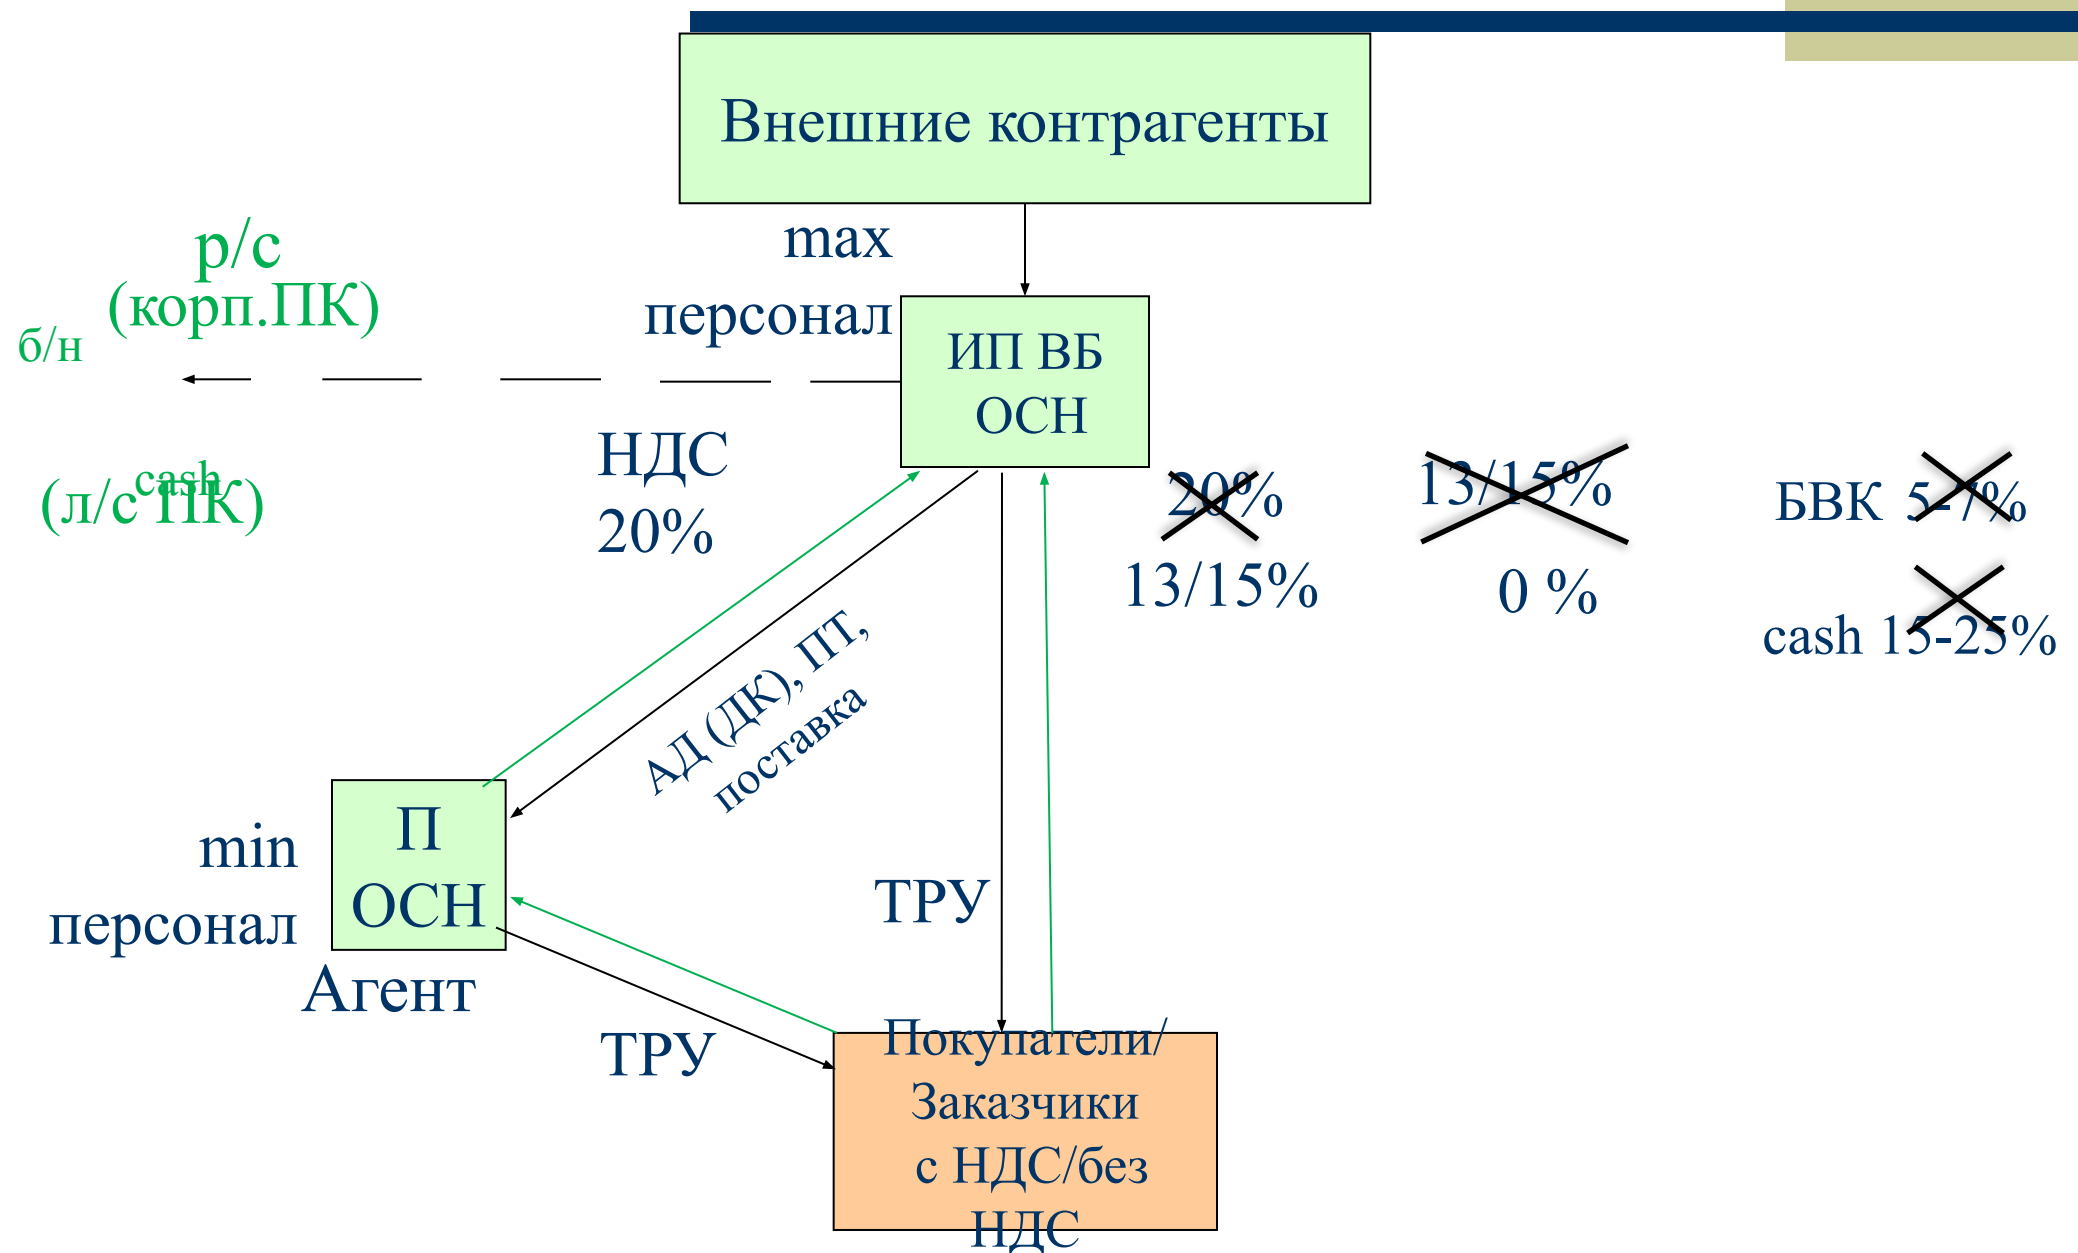 Внешние контрагенты
р/с
(корп.ПК)
б/н
cash
(л/с ПК)
max
персонал
ИП ВБ
ОСН
НДС
20%
20%
13/15%
13/15%
0 %
БВК 5-7%
cash 15-25%
АД (ДК), ПТ,
поставка
П
ОСН
min
персонал
Агент
ТРУ
ТРУ
Покупатели/
Заказчики
с НДС/без
НДС